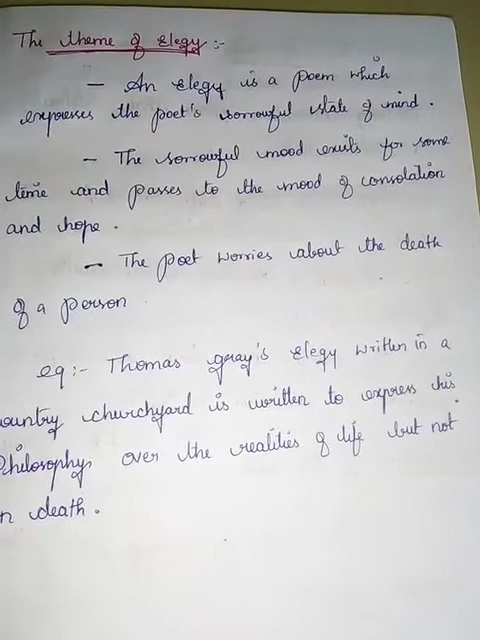 The theme of Elegy :-
— An Elegy is a poem which
expresses the poet's sorrowful state of mind.
— The sorrowful mood exists for some
time and passes to the mood of consolation
and hope.
— The poet worries about the death
of a person
eg :- Thomas gray's Elegy written in a
ountry churchyard is written to express his
Philosophy, over the realities of life but not
n death.